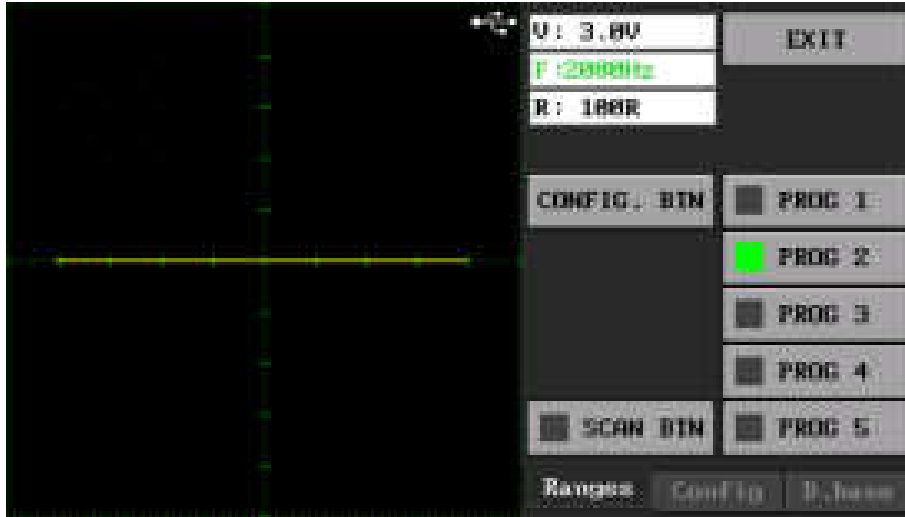 V: 3.0V
EXIT
F:2000Hz
R: 100R
CONFIG. BTN
PROG 1
PROG 2
PROG 3
PROG 4
SCAN BTN
PROG 5
Ranges
Config
D.base